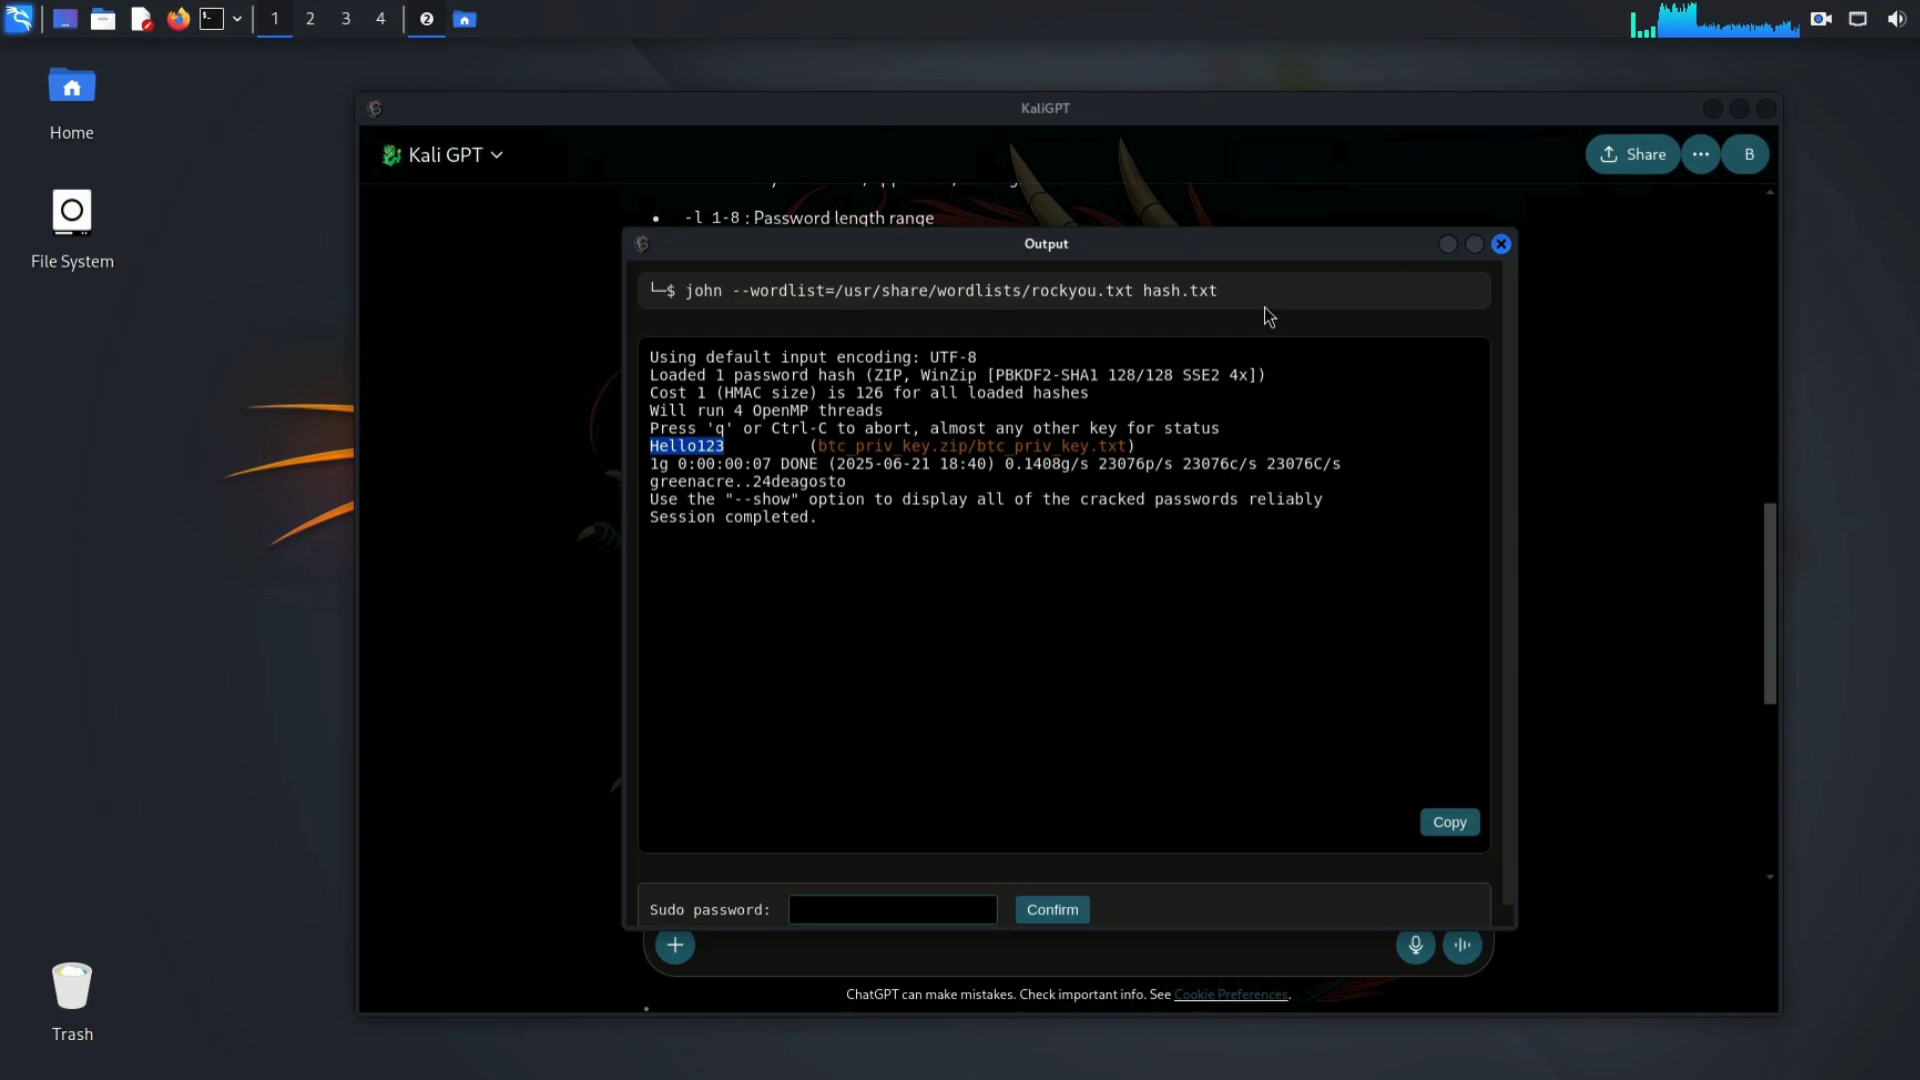 1 2 3 4 2
Home
File System
Trash
KaliGPT
Kali GPT
Share
B
-l 1-8 : Password length range
Output
└─$ john --wordlist=/usr/share/wordlists/rockyou.txt hash.txt
Using default input encoding: UTF-8
Loaded 1 password hash (ZIP, WinZip [PBKDF2-SHA1 128/128 SSE2 4x])
Cost 1 (HMAC size) is 126 for all loaded hashes
Will run 4 OpenMP threads
Press 'q' or Ctrl-C to abort, almost any other key for status
Hello123 (btc_priv_key.zip/btc_priv_key.txt)
1g 0:00:00:07 DONE (2025-06-21 18:40) 0.1408g/s 23076p/s 23076c/s 23076C/s
greenacre..24deagosto
Use the "--show" option to display all of the cracked passwords reliably
Session completed.
Copy
Sudo password:
Confirm
ChatGPT can make mistakes. Check important info. See Cookie Preferences.